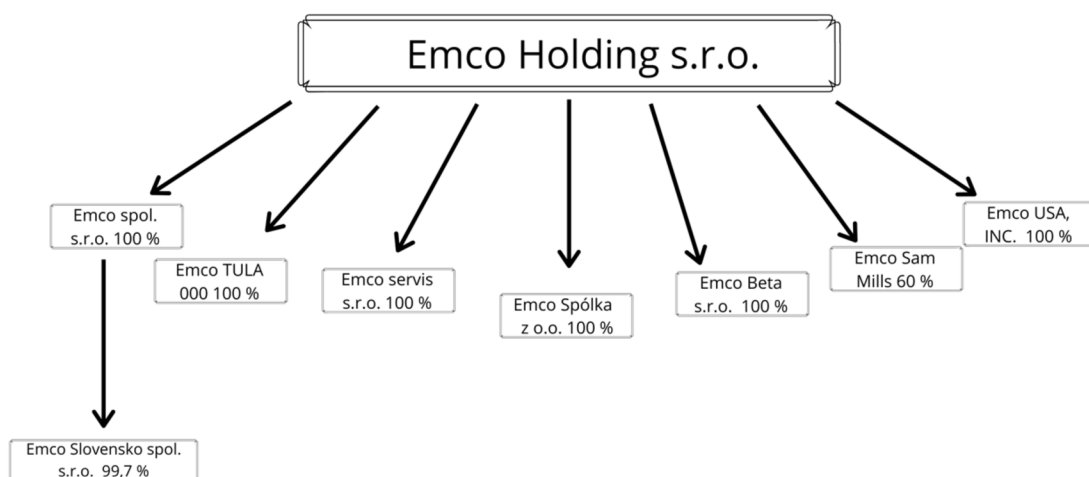 Emco Holding s.r.o.
Emco spol.
s.r.o. 100 %
Emco TULA
000 100 %
Emco servis
s.r.o. 100 %
Emco Spólka
z o.o. 100 %
Emco Beta
s.r.o. 100 %
Emco Sam
Mills 60 %
Emco USA,
INC. 100 %
Emco Slovensko spol.
s.r.o. 99,7 %